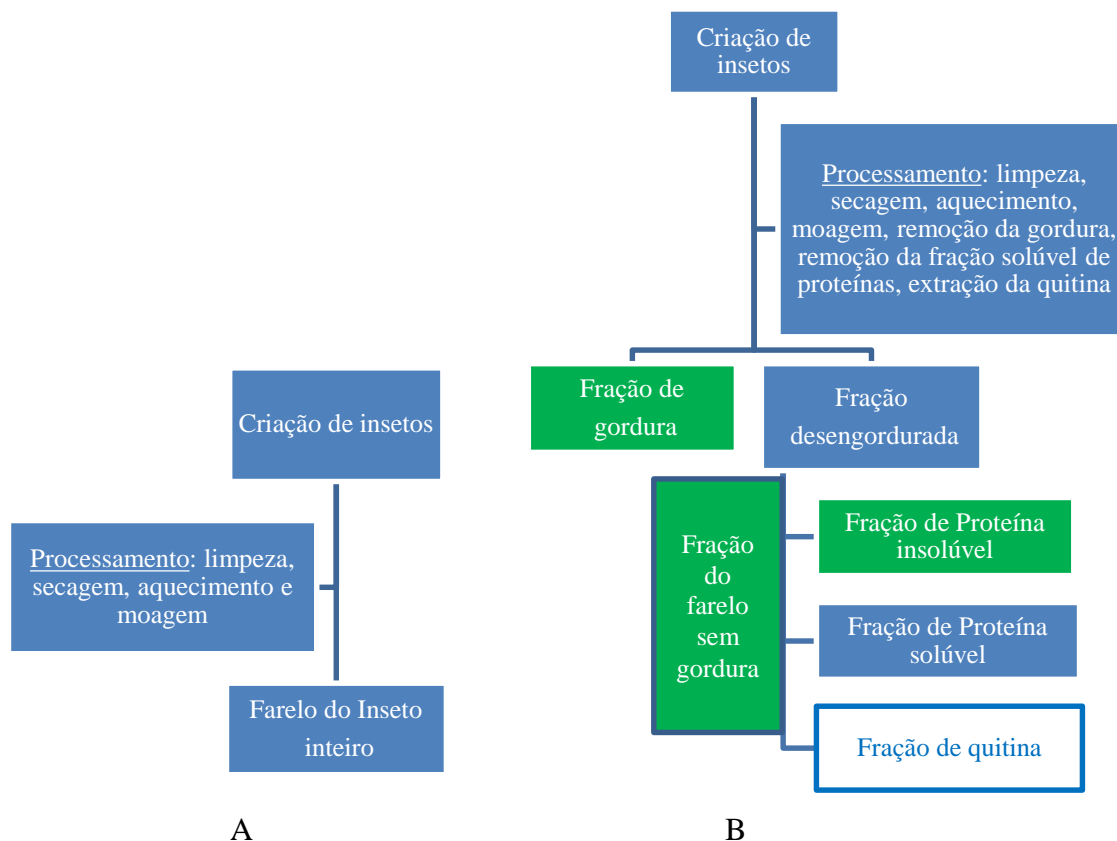 Criação de insetos
Processamento: limpeza,
secagem, aquecimento e
moagem
Farelo do Inseto
inteiro
A
Criação de
insetos
Processamento: limpeza,
secagem, aquecimento,
moagem, remoção da gordura,
remoção da fração solúvel de
proteínas, extração da quitina
Fração de
gordura
Fração
desengordurada
Fração
do
farelo
sem
gordura
Fração de Proteína
insolúvel
Fração de Proteína
solúvel
Fração de quitina
B